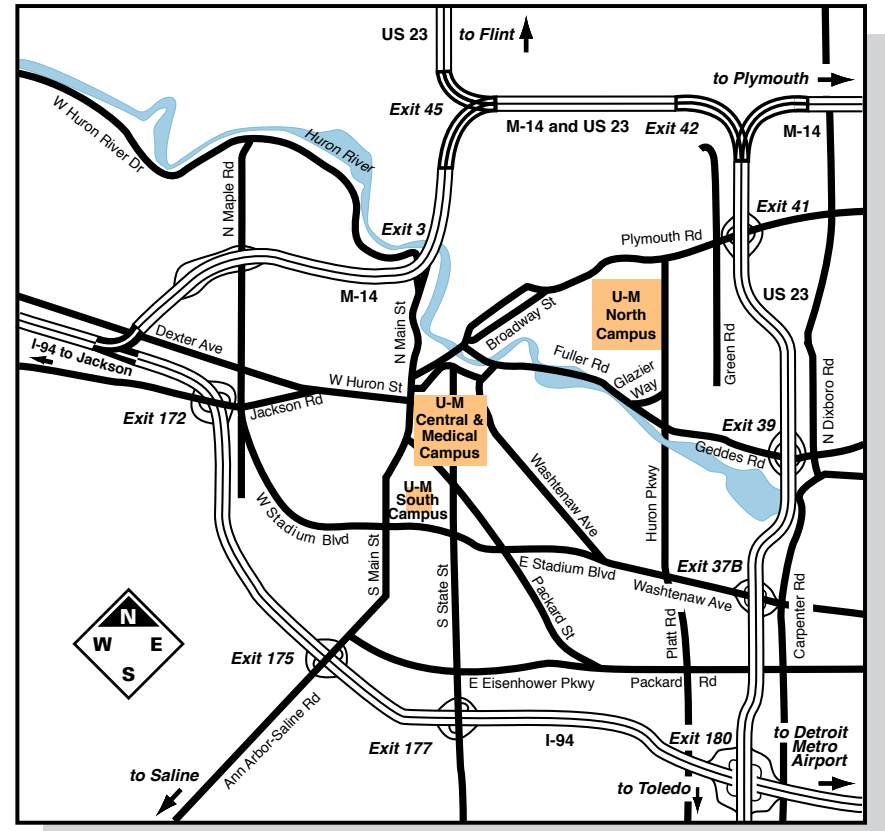 US 23
to Flint
to Plymouth
Exit 45
M-14 and US 23
Exit 42
M-14
W Huron River Dr
Huron River
N Maple Rd
Exit 3
Exit 41
Plymouth Rd
M-14
US 23
U-M
North
Campus
N Main St
Broadway St
Green Rd
I-94 to Jackson
Dexter Ave
Fuller Rd
Glazier
Way
N Dixboro Rd
W Huron St
Exit 172
Jackson Rd
U-M
Central &
Medical
Campus
Exit 39
Geddes Rd
U-M
South
Campus
Washtenaw Ave
Huron Pkwy
W Stadium Blvd
S Main St
E Stadium Blvd
Exit 37B
Washtenaw Ave
S State St
Packard St
Platt Rd
Carpenter Rd
N
W E
S
Exit 175
E Eisenhower Pkwy
Packard Rd
Ann Arbor-Saline Rd
Exit 177
I-94
Exit 180
to Detroit
Metro
Airport
to Saline
to Toledo